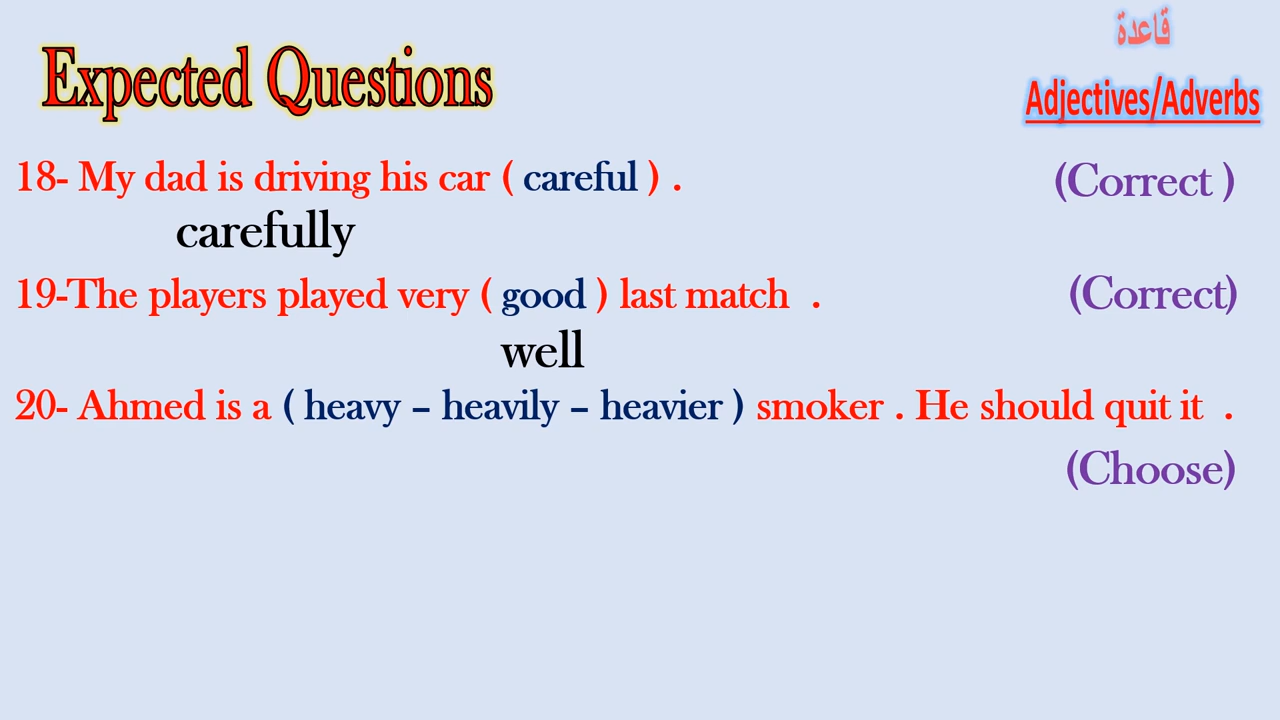 قاعدة
Expected Questions
Adjectives/Adverbs
18- My dad is driving his car ( careful ) . (Correct )
carefully
19-The players played very ( good ) last match . (Correct)
well
20- Ahmed is a ( heavy – heavily – heavier ) smoker . He should quit it .
(Choose)